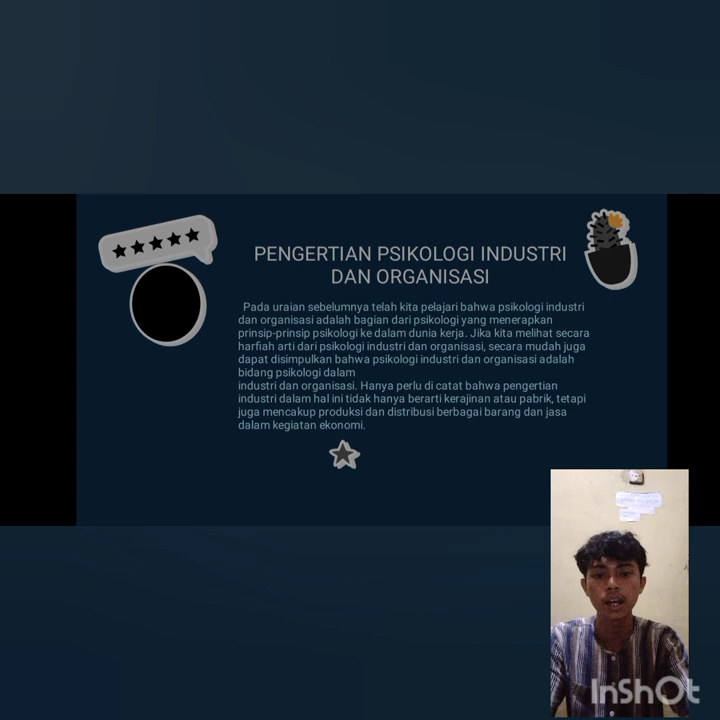 PENGERTIAN PSIKOLOGI INDUSTRI
DAN ORGANISASI
Pada uraian sebelumnya telah kita pelajari bahwa psikologi industri
dan organisasi adalah bagian dari psikologi yang menerapkan
prinsip-prinsip psikologi ke dalam dunia kerja. Jika kita melihat secara
harfiah arti dari psikologi industri dan organisasi, secara mudah juga
dapat disimpulkan bahwa psikologi industri dan organisasi adalah
bidang psikologi dalam
industri dan organisasi. Hanya perlu di catat bahwa pengertian
industri dalam hal ini tidak hanya berarti kerajinan atau pabrik, tetapi
juga mencakup produksi dan distribusi berbagai barang dan jasa
dalam kegiatan ekonomi.
InShOt